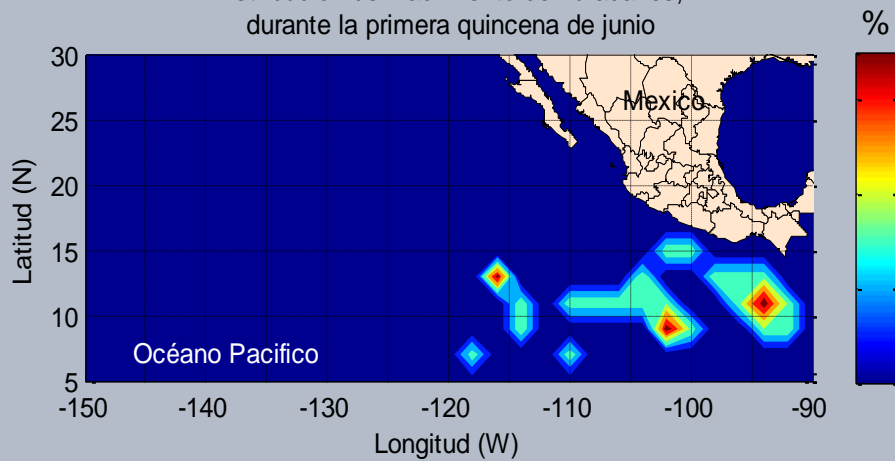 durante la primera quincena de junio
%
30
Mexico
25
20
15
10
Océano Pacifico
5
-150
-140
-130
-120
-110
-100
-90
Latitud (N)
Longitud (W)